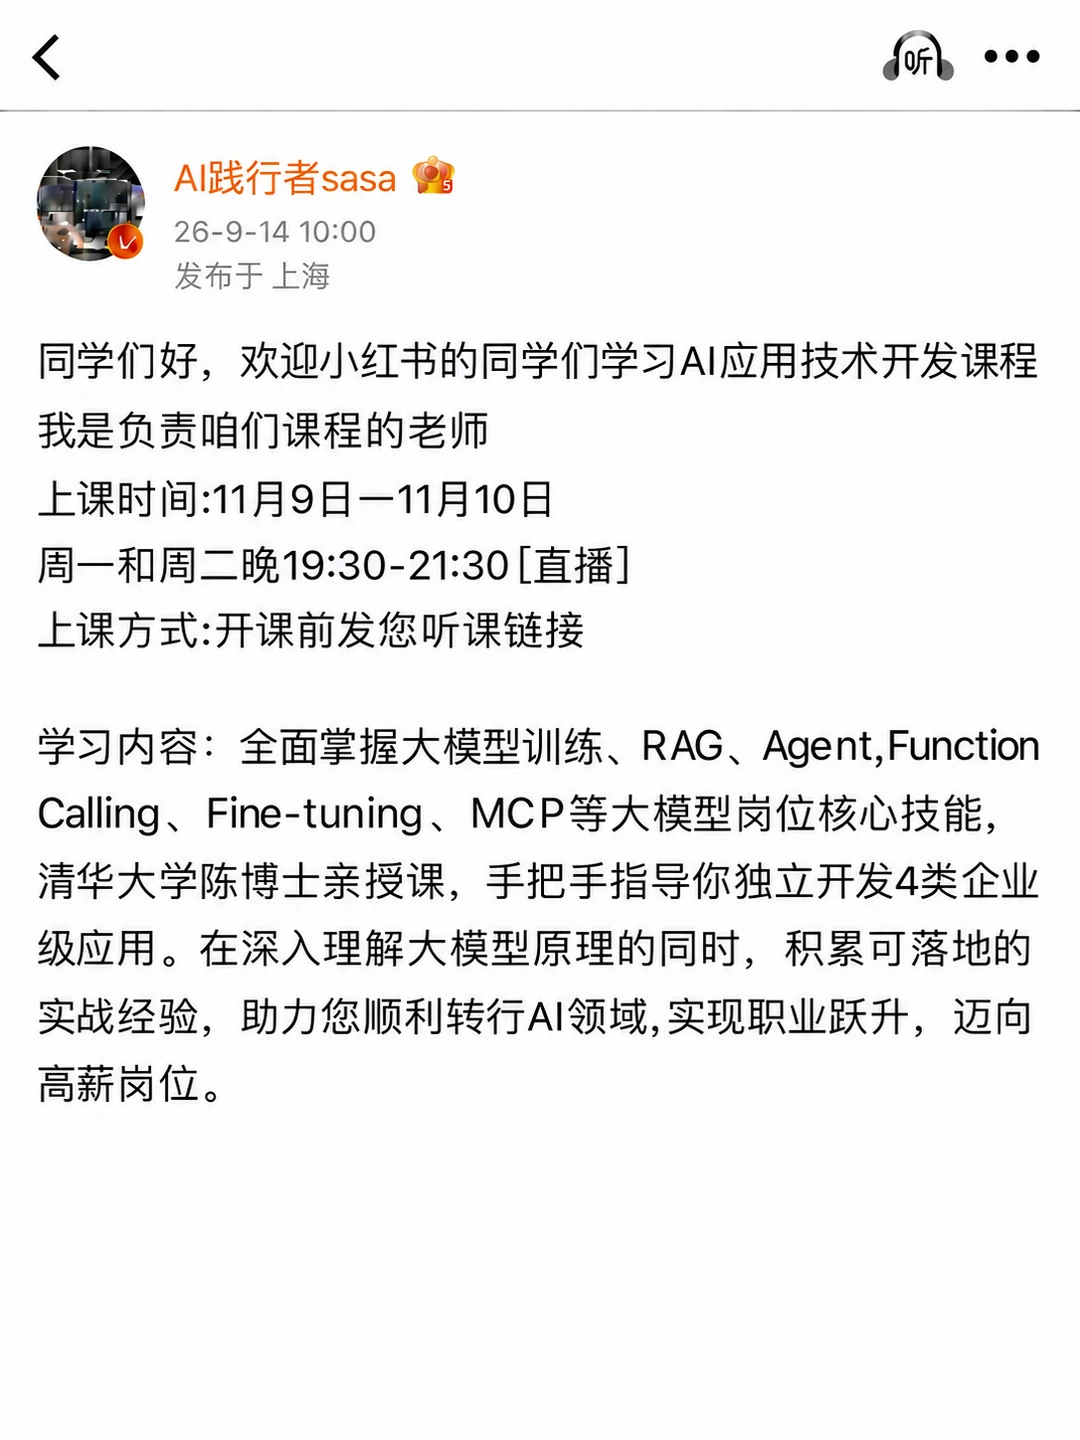 听
AI践行者sasa
5
26-9-14 10:00
发布于 上海
同学们好，欢迎小红书的同学们学习AI应用技术开发课程
我是负责咱们课程的老师
上课时间:11月9日一11月10日
周一和周二晚19:30-21:30[直播]
上课方式:开课前发您听课链接
学习内容：全面掌握大模型训练、RAG、Agent,Function
Calling、Fine-tuning、MCP等大模型岗位核心技能，
清华大学陈博士亲授课，手把手指导你独立开发4类企业
级应用。在深入理解大模型原理的同时，积累可落地的
实战经验，助力您顺利转行AI领域,实现职业跃升，迈向
高薪岗位。